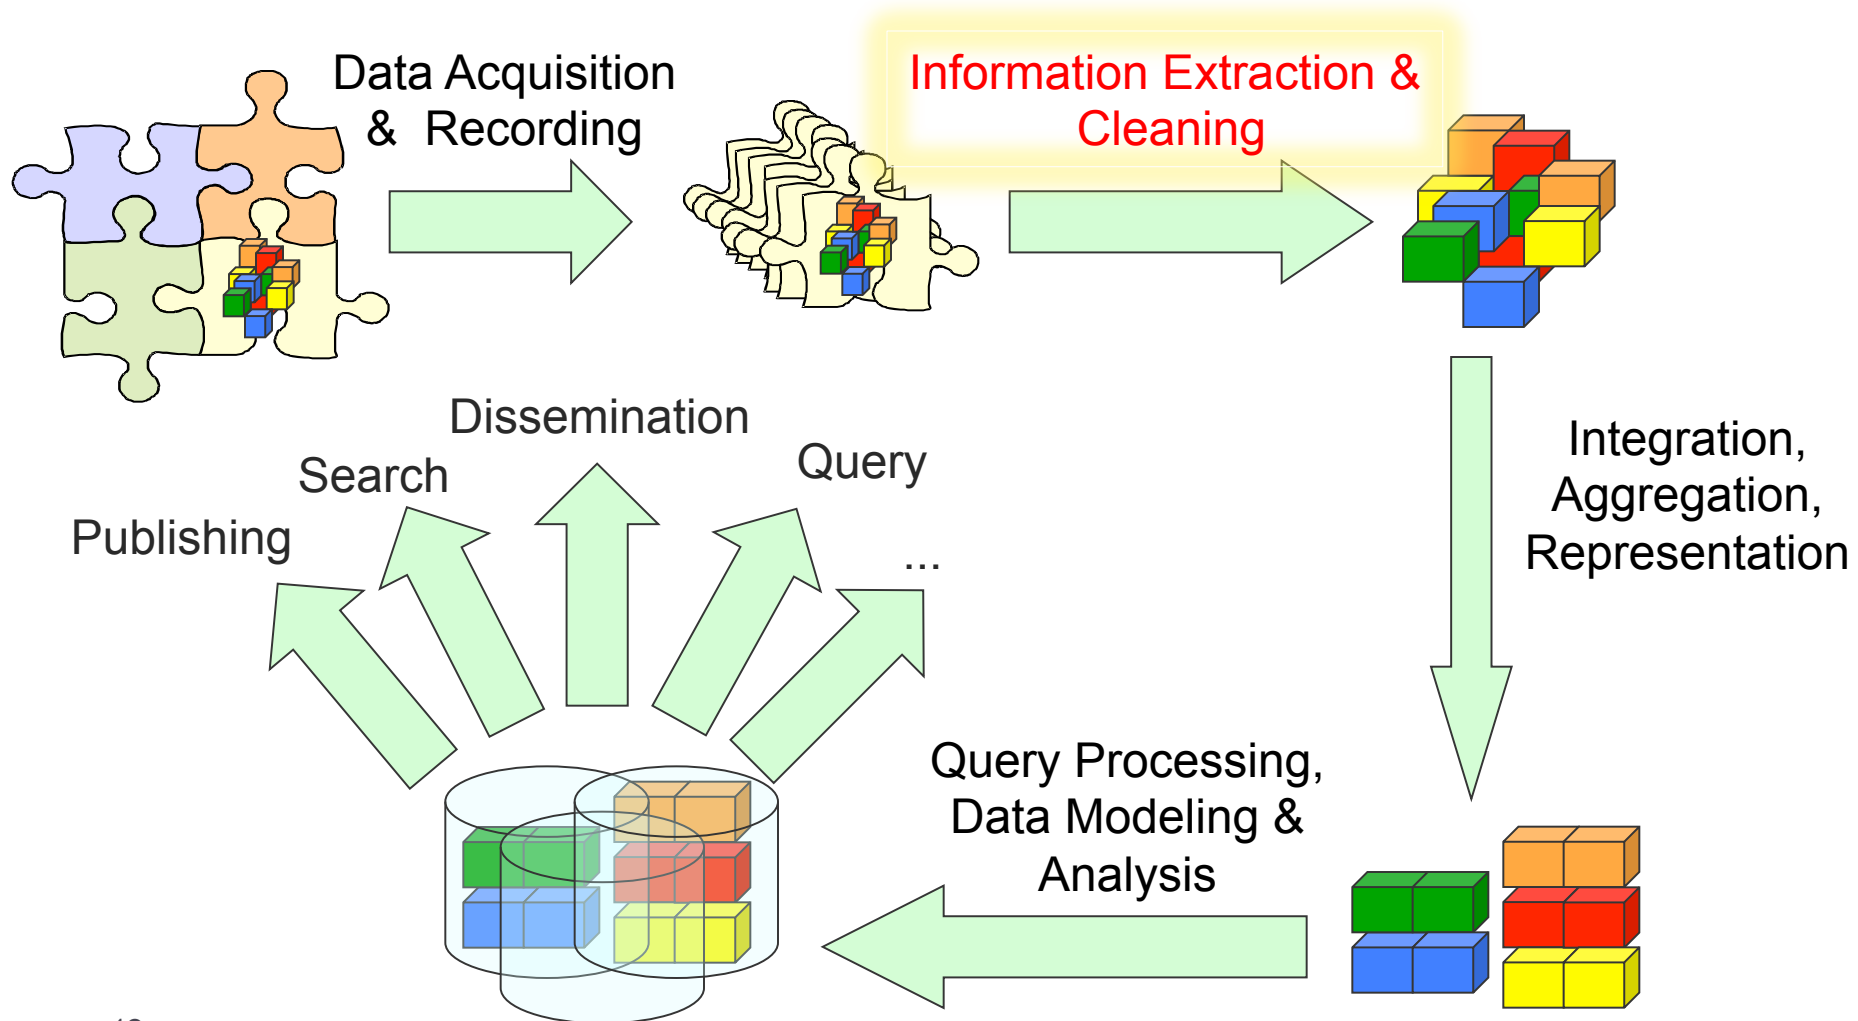 Data Acquisition
& Recording
Information Extraction &
Cleaning
Integration,
Aggregation,
Representation
Query Processing,
Data Modeling &
Analysis
Dissemination
Search
Query
Publishing
...